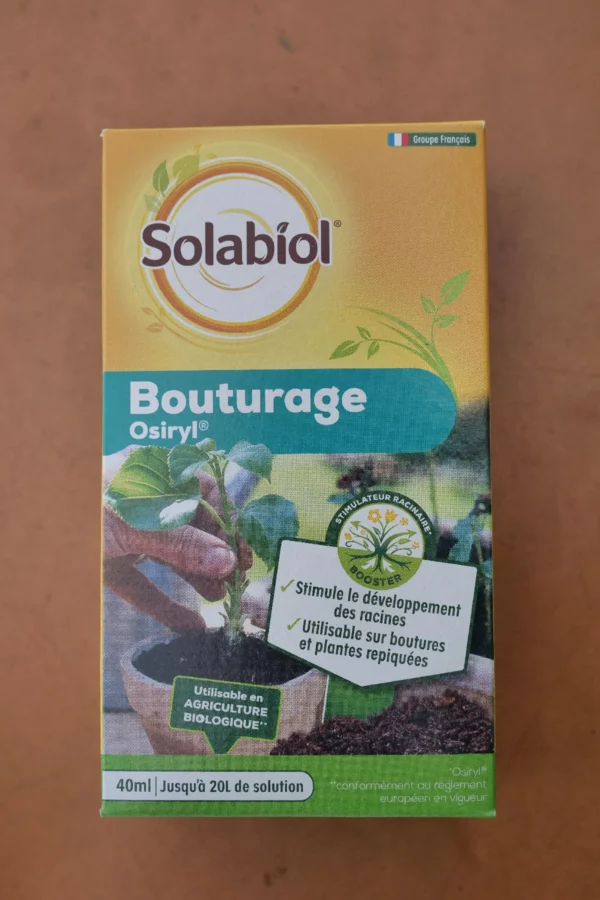 Groupe Français
Solabiol®
Bouturage
Osiryl®
STIMULATEUR RACINAIRE*
BOOSTER
✓Stimule le développement
des racines
✓Utilisable sur boutures
et plantes repiquées
Utilisable en
AGRICULTURE
BIOLOGIQUE**
40ml | Jusqu'à 20L de solution
*Osiryl®
**conformément au règlement
européen en vigueur